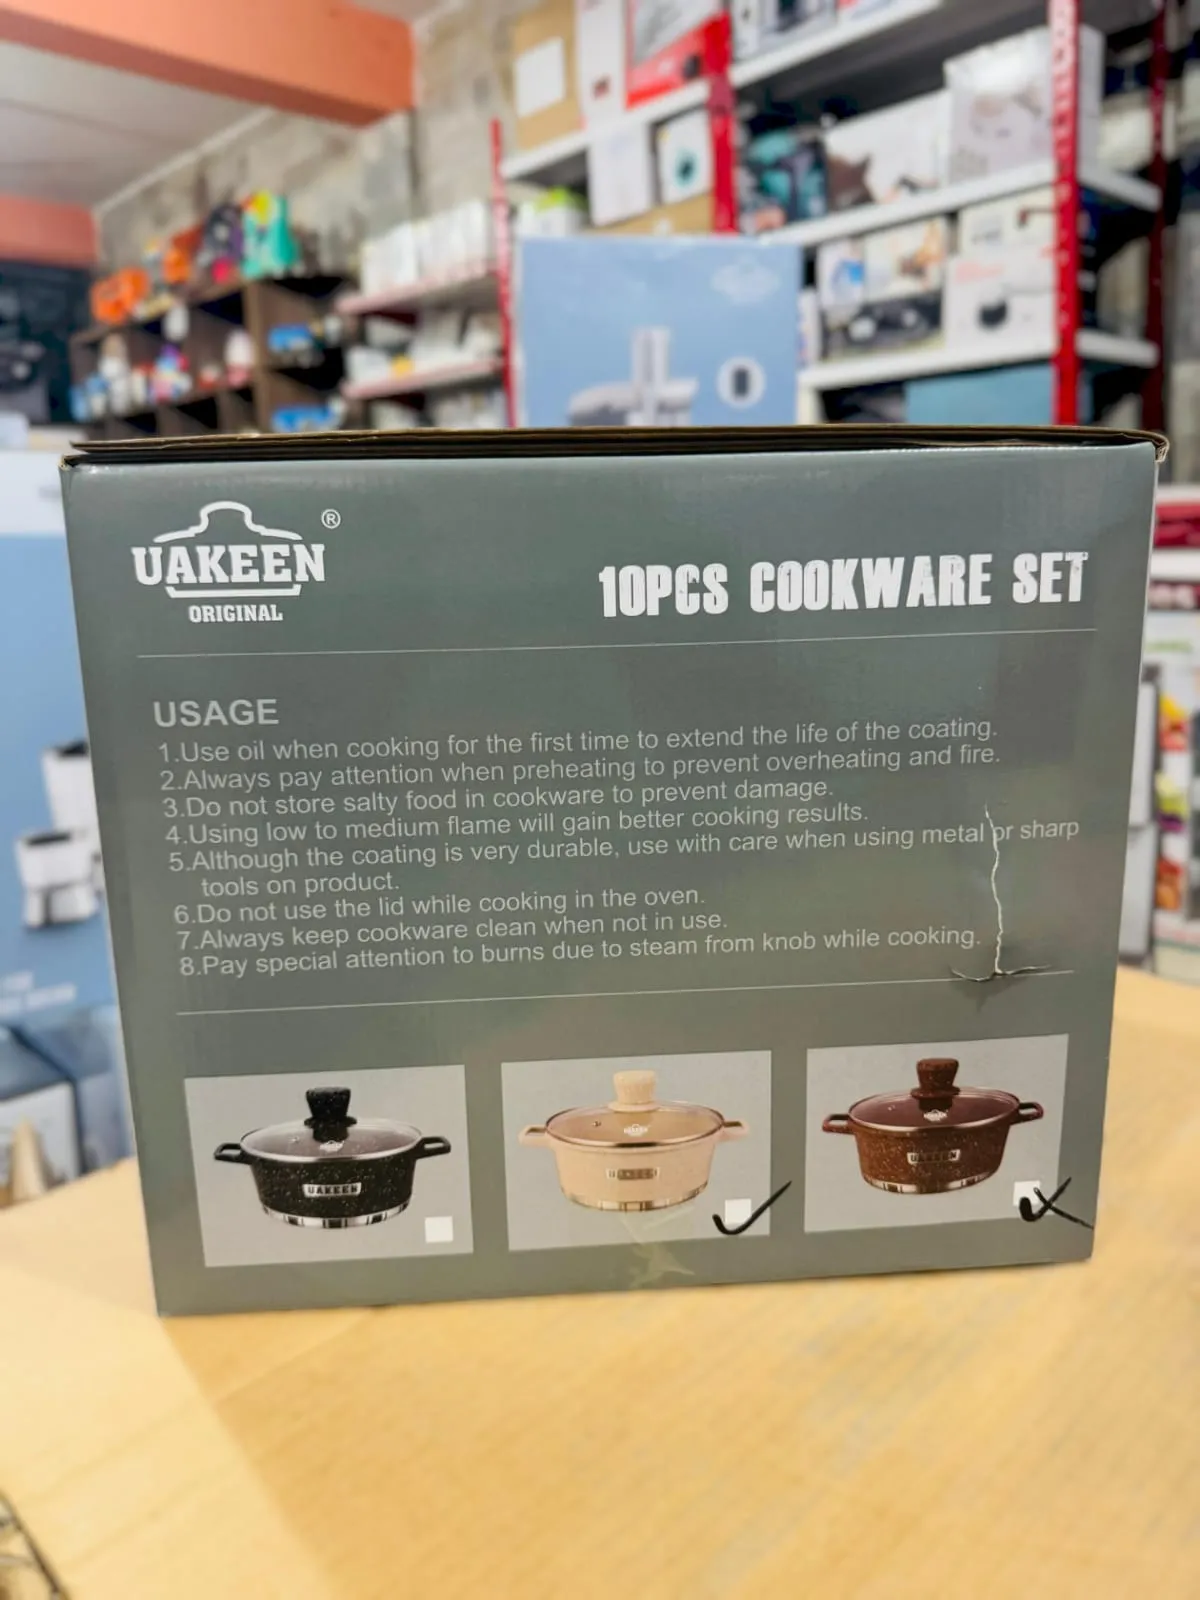 UAKEEN®
ORIGINAL
10PCS COOKWARE SET
USAGE
1.Use oil when cooking for the first time to extend the life of the coating.
2.Always pay attention when preheating to prevent overheating and fire.
3.Do not store salty food in cookware to prevent damage.
4.Using low to medium flame will gain better cooking results.
5.Although the coating is very durable, use with care when using metal or sharp
tools on product.
6.Do not use the lid while cooking in the oven.
7.Always keep cookware clean when not in use.
8.Pay special attention to burns due to steam from knob while cooking.
UAKEEN
UAKEEN
UAKEEN